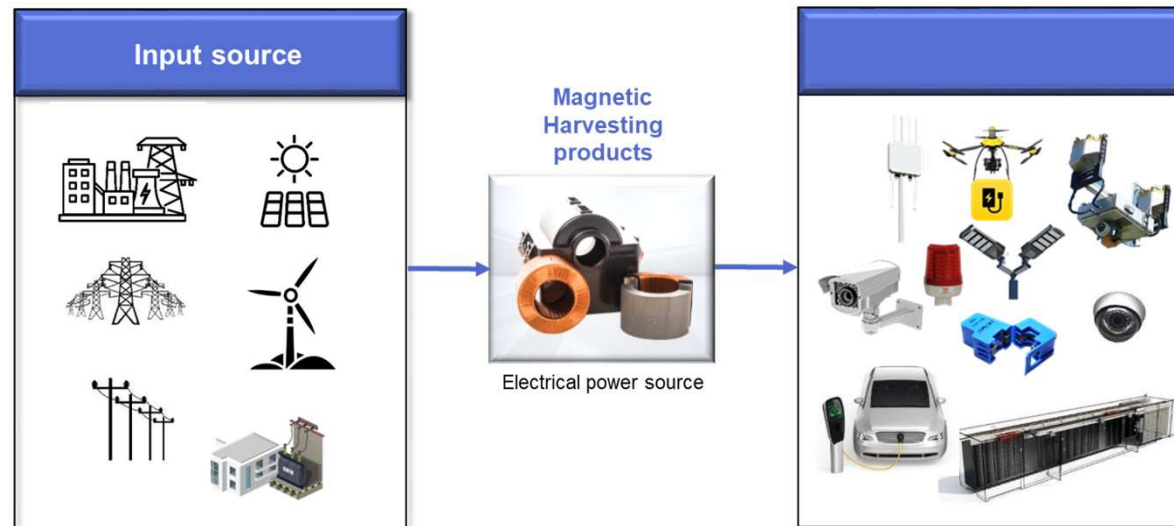 Input source
Magnetic
Harvesting
products
Electrical power source